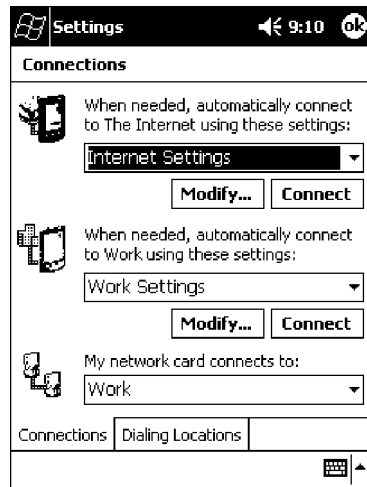 Settings 9:10 ok
Connections
When needed, automatically connect
to The Internet using these settings:
Internet Settings
Modify... Connect
When needed, automatically connect
to Work using these settings:
Work Settings
Modify... Connect
My network card connects to:
Work
Connections Dialing Locations